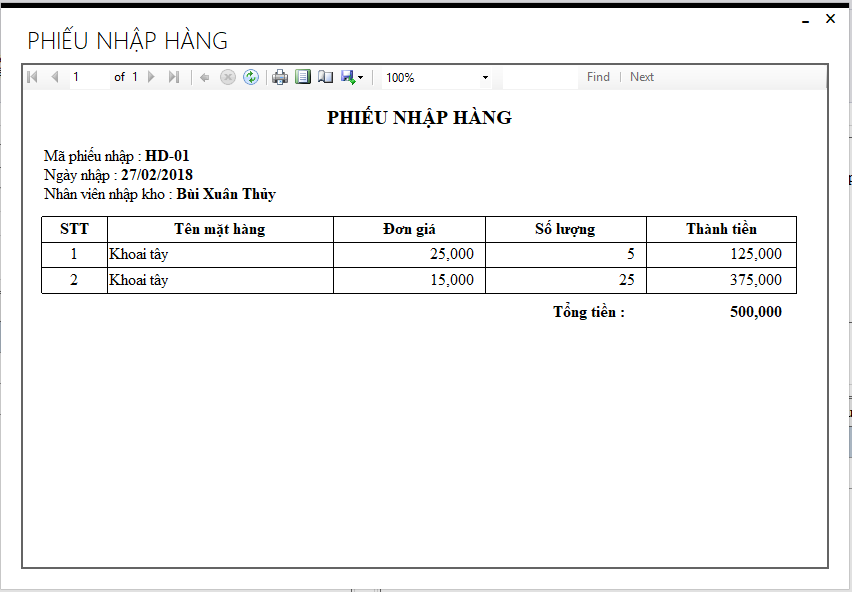 PHIẾU NHẬP HÀNG
1 of 1 100% Find Next
PHIẾU NHẬP HÀNG
Mã phiếu nhập : HD-01
Ngày nhập : 27/02/2018
Nhân viên nhập kho : Bùi Xuân Thủy
STT Tên mặt hàng Đơn giá Số lượng Thành tiền
1 Khoai tây 25,000 5 125,000
2 Khoai tây 15,000 25 375,000
Tổng tiền : 500,000